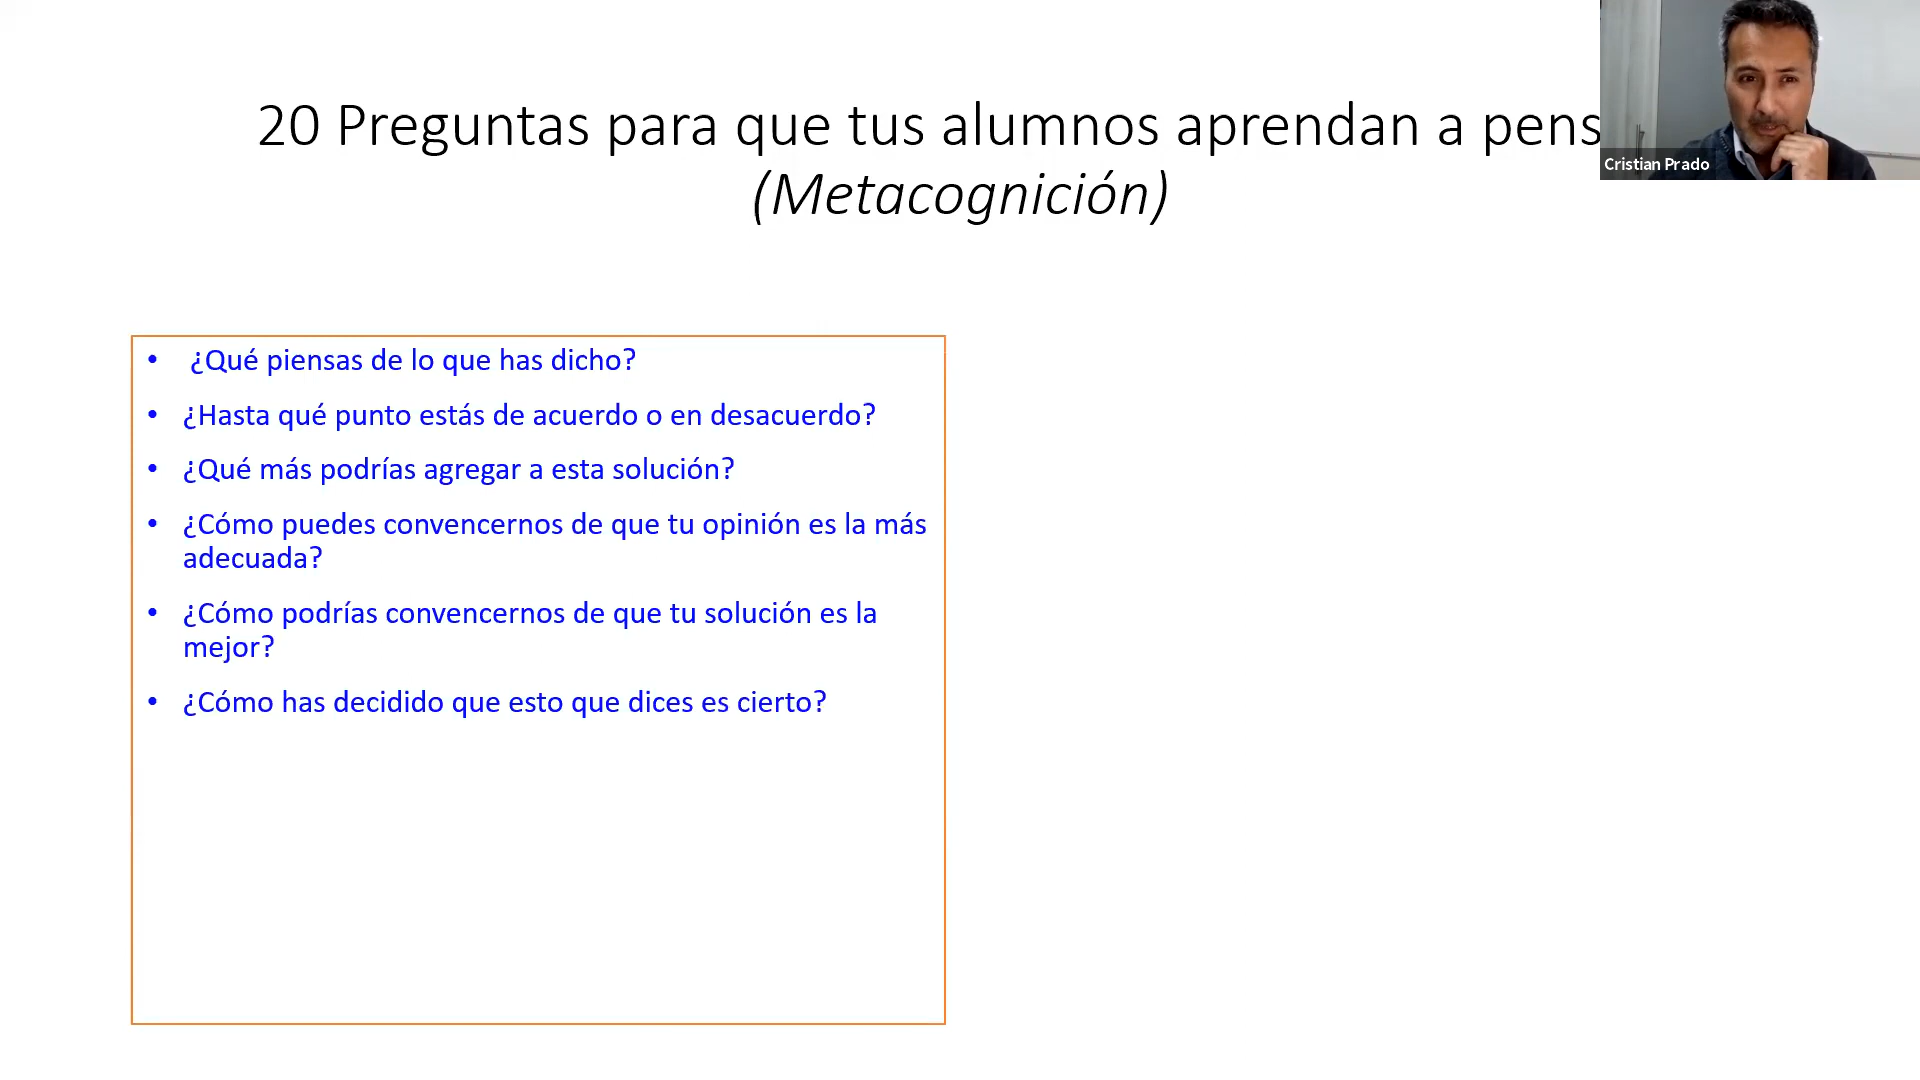 20 Preguntas para que tus alumnos aprendan a pens
(Metacognición)
Cristian Prado
• ¿Qué piensas de lo que has dicho?
• ¿Hasta qué punto estás de acuerdo o en desacuerdo?
• ¿Qué más podrías agregar a esta solución?
• ¿Cómo puedes convencernos de que tu opinión es la más
adecuada?
• ¿Cómo podrías convencernos de que tu solución es la
mejor?
• ¿Cómo has decidido que esto que dices es cierto?